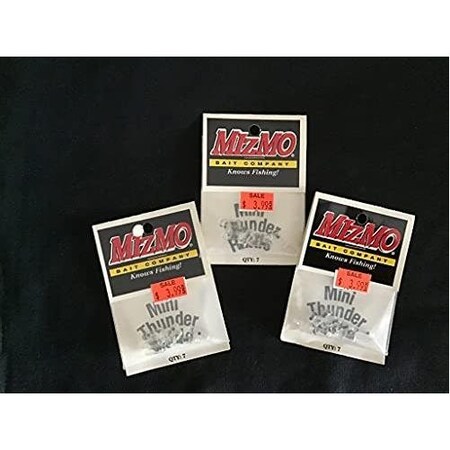 MIZMO
BAIT COMPANY
Knows Fishing!
SALE
$ 3.99
Mini
Thunder
QTY: 7
MIZMO
BAIT COMPANY
Knows Fishing!
SALE
$ 3.99
Mini
Thunder
QTY: 7
MIZMO
BAIT COMPANY
Knows Fishing!
SALE
$ 3.99
Mini
Thunder
QTY: 7